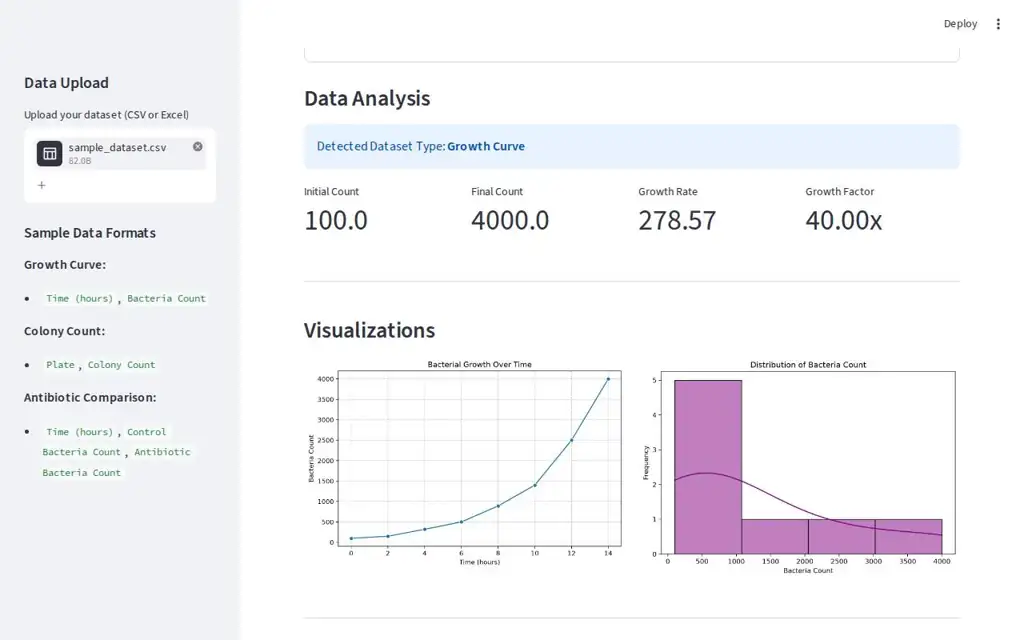 Deploy
Data Upload
Upload your dataset (CSV or Excel)
sample_dataset.csv
82.0B
Sample Data Formats
Growth Curve:
Time (hours) , Bacteria Count
Colony Count:
Plate , Colony Count
Antibiotic Comparison:
Time (hours) , Control
Bacteria Count , Antibiotic
Bacteria Count
Data Analysis
Detected Dataset Type: Growth Curve
Initial Count
100.0
Final Count
4000.0
Growth Rate
278.57
Growth Factor
40.00x
Visualizations
Bacterial Growth Over Time
Bacteria Count
4000
3500
3000
2500
2000
1500
1000
500
0
0 2 4 6 8 10 12 14
Time (hours)
Distribution of Bacteria Count
Frequency
5
4
3
2
1
0
0 500 1000 1500 2000 2500 3000 3500 4000
Bacteria Count